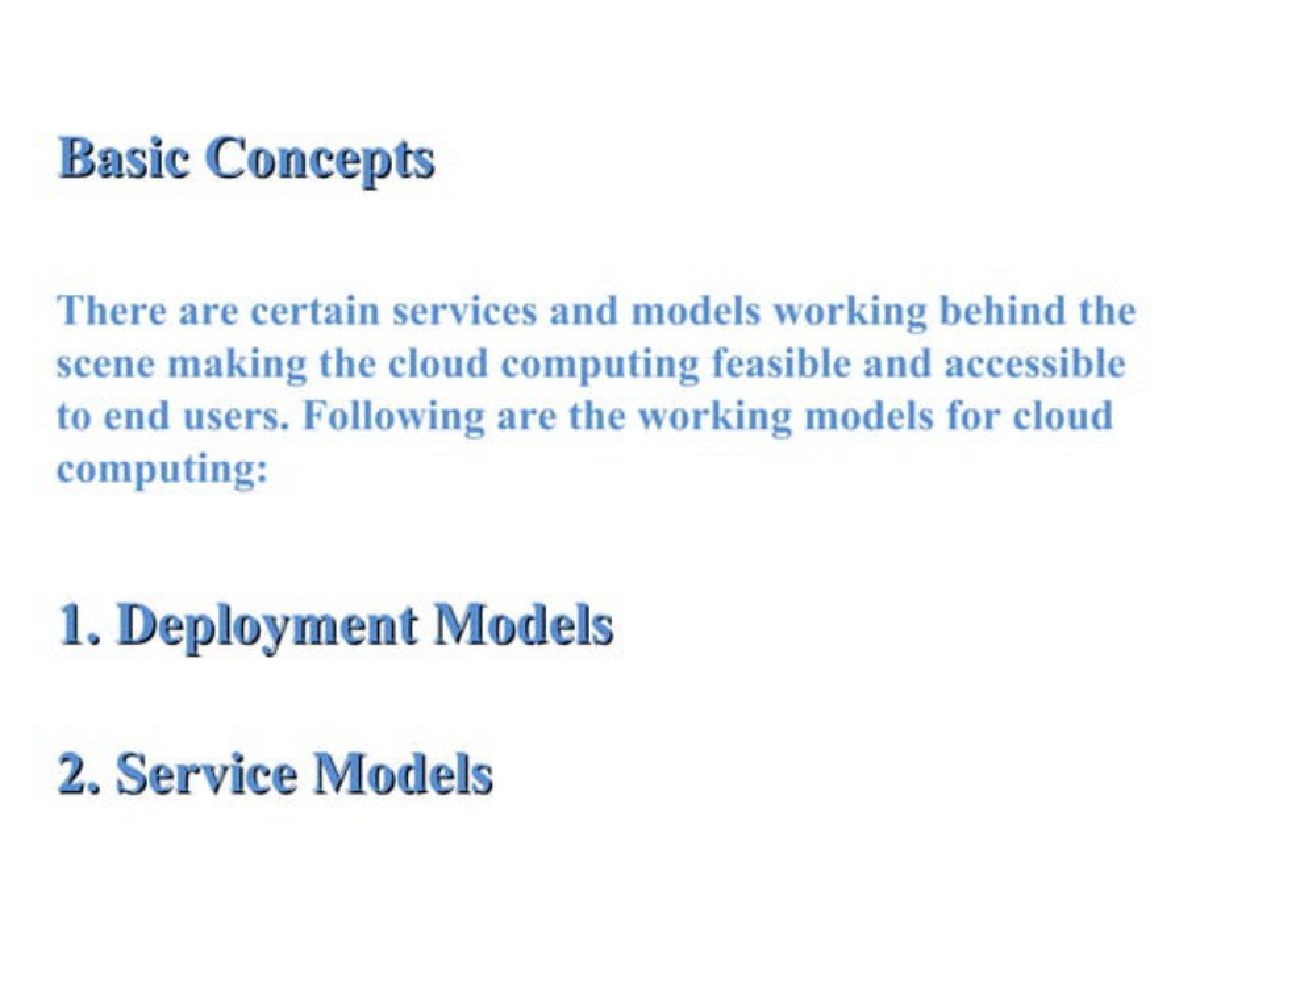 Basic Concepts
There are certain services and models working behind the
scene making the cloud computing feasible and accessible
to end users. Following are the working models for cloud
computing:
1. Deployment Models
2. Service Models